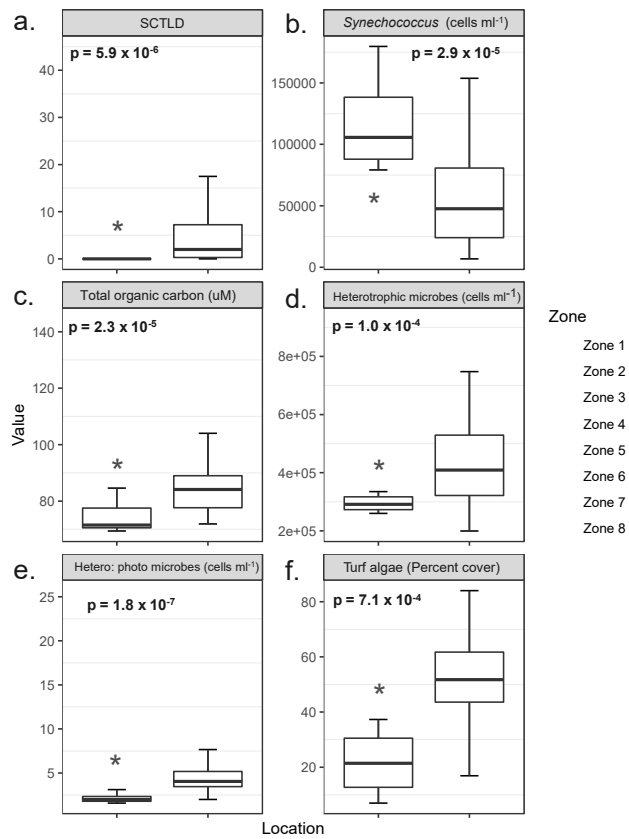 a.
SCTLD
p = 5.9 x 10⁻⁶
40
30
20
10
0
b.
Synechococcus (cells ml⁻¹)
p = 2.9 x 10⁻⁵
150000
100000
50000
0
*
*
c.
Total organic carbon (uM)
p = 2.3 x 10⁻⁵
140
120
100
80
*
d.
Heterotrophic microbes (cells ml⁻¹)
p = 1.0 x 10⁻⁴
8e+05
6e+05
4e+05
2e+05
*
Zone
Zone 1
Zone 2
Zone 3
Zone 4
Zone 5
Zone 6
Zone 7
Zone 8
Value
e.
Hetero: photo microbes (cells ml⁻¹)
p = 1.8 x 10⁻⁷
25
20
15
10
5
*
f.
Turf algae (Percent cover)
p = 7.1 x 10⁻⁴
80
60
40
20
*
Location